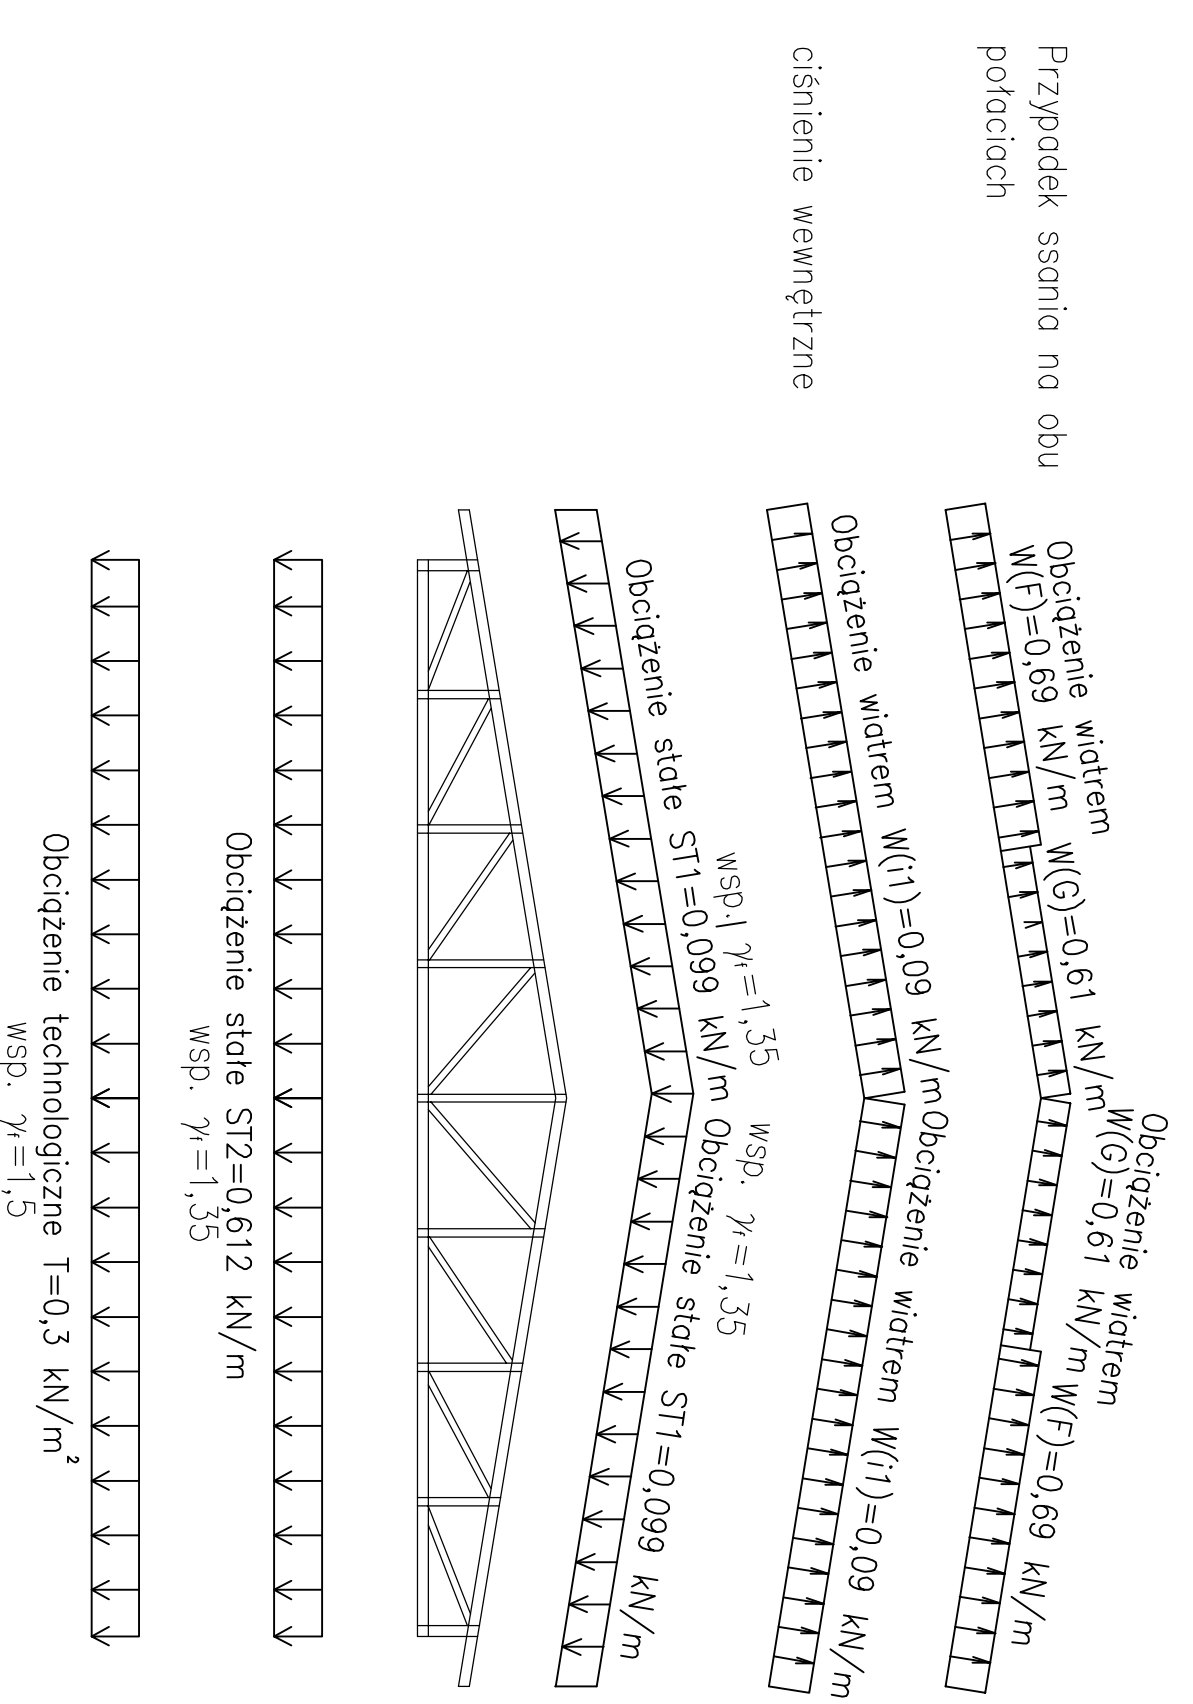 Przypadek ssania na obu
połaciach
Obciążenie wiatrem
W(F)=0,69 kN/m W(G)=0,61 kN/m
Obciążenie wiatrem
W(G)=0,61 kN/m W(F)=0,69 kN/m
ciśnienie wewnętrzne
Obciążenie wiatrem W(i1)=0,09 kN/m
Obciążenie wiatrem W(i1)=0,09 kN/m
wsp. γf=1,35
Obciążenie stałe ST1=0,099 kN/m
wsp. γf=1,35
Obciążenie stałe ST1=0,099 kN/m
Obciążenie stałe ST2=0,612 kN/m
wsp. γf=1,35
Obciążenie technologiczne T=0,3 kN/m²
wsp. γf=1,5